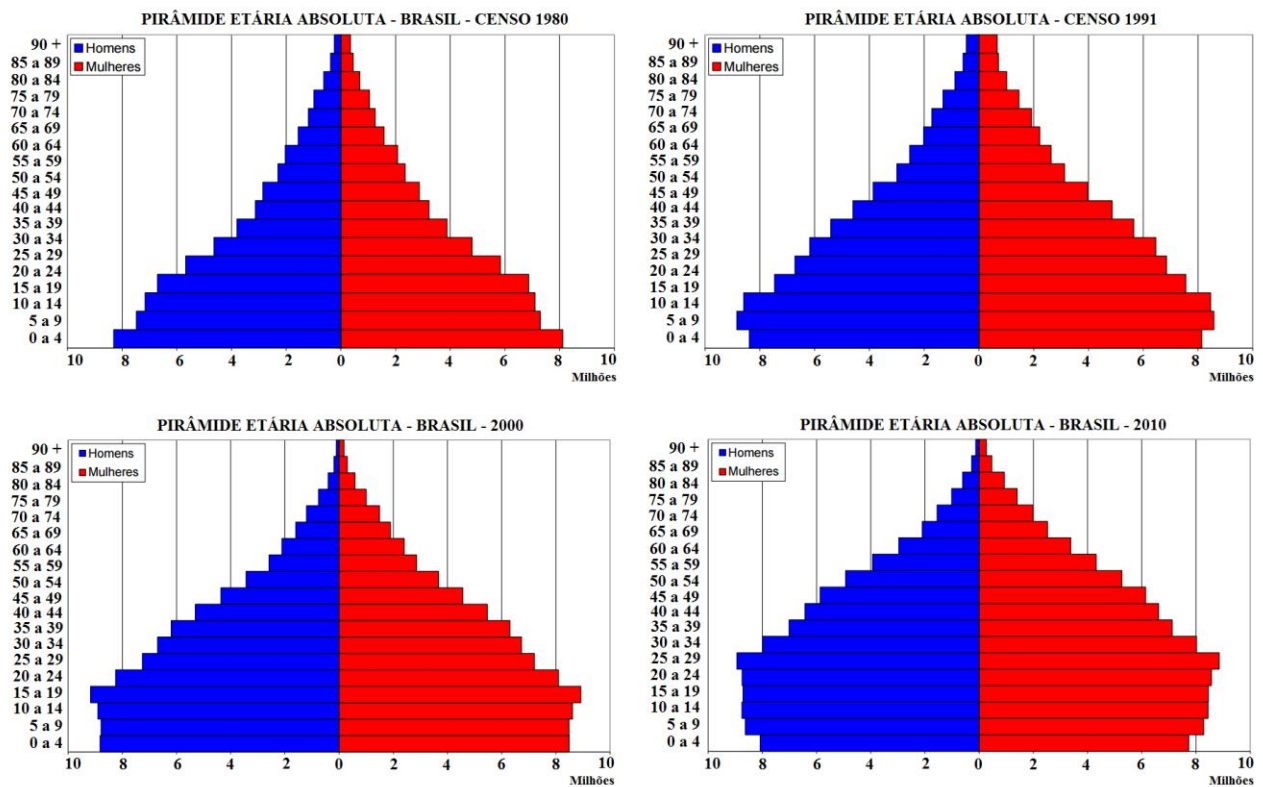 PIRÂMIDE ETÁRIA ABSOLUTA - BRASIL - CENSO 1980
90 +
85 a 89
80 a 84
75 a 79
70 a 74
65 a 69
60 a 64
55 a 59
50 a 54
45 a 49
40 a 44
35 a 39
30 a 34
25 a 29
20 a 24
15 a 19
10 a 14
5 a 9
0 a 4
Homens
Mulheres
10 8 6 4 2 0 2 4 6 8 10
Milhões
PIRÂMIDE ETÁRIA ABSOLUTA - CENSO 1991
90 +
85 a 89
80 a 84
75 a 79
70 a 74
65 a 69
60 a 64
55 a 59
50 a 54
45 a 49
40 a 44
35 a 39
30 a 34
25 a 29
20 a 24
15 a 19
10 a 14
5 a 9
0 a 4
Homens
Mulheres
10 8 6 4 2 0 2 4 6 8 10
Milhões
PIRÂMIDE ETÁRIA ABSOLUTA - BRASIL - 2000
90 +
85 a 89
80 a 84
75 a 79
70 a 74
65 a 69
60 a 64
55 a 59
50 a 54
45 a 49
40 a 44
35 a 39
30 a 34
25 a 29
20 a 24
15 a 19
10 a 14
5 a 9
0 a 4
Homens
Mulheres
10 8 6 4 2 0 2 4 6 8 10
Milhões
PIRÂMIDE ETÁRIA ABSOLUTA - BRASIL - 2010
90 +
85 a 89
80 a 84
75 a 79
70 a 74
65 a 69
60 a 64
55 a 59
50 a 54
45 a 49
40 a 44
35 a 39
30 a 34
25 a 29
20 a 24
15 a 19
10 a 14
5 a 9
0 a 4
Homens
Mulheres
10 8 6 4 2 0 2 4 6 8 10
Milhões